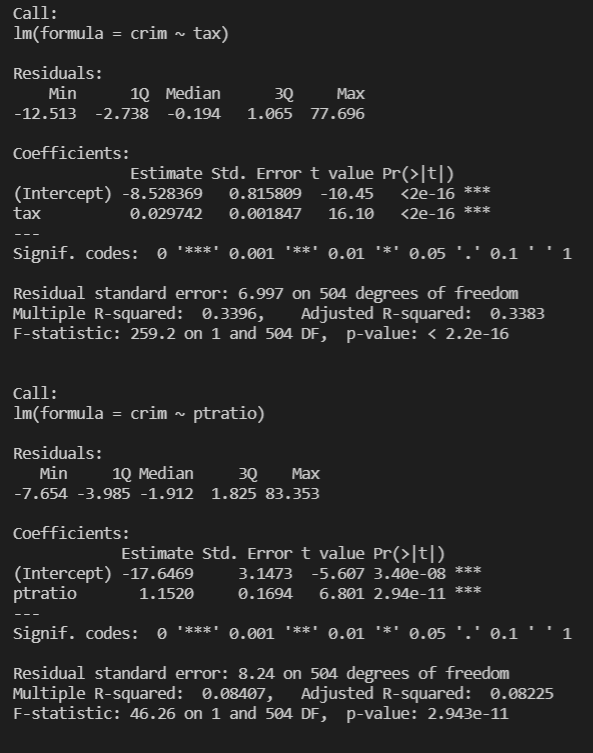 Call:
lm(formula = crim ~ tax)

Residuals:
    Min      1Q  Median      3Q     Max
-12.513  -2.738  -0.194   1.065  77.696

Coefficients:
             Estimate Std. Error t value Pr(>|t|)
(Intercept) -8.528369   0.815809  -10.45   <2e-16 ***
tax          0.029742   0.001847   16.10   <2e-16 ***
---
Signif. codes:  0 '***' 0.001 '**' 0.01 '*' 0.05 '.' 0.1 ' ' 1

Residual standard error: 6.997 on 504 degrees of freedom
Multiple R-squared:  0.3396,    Adjusted R-squared:  0.3383
F-statistic: 259.2 on 1 and 504 DF,  p-value: < 2.2e-16


Call:
lm(formula = crim ~ ptratio)

Residuals:
   Min     1Q Median     3Q    Max
-7.654 -3.985 -1.912  1.825 83.353

Coefficients:
            Estimate Std. Error t value Pr(>|t|)
(Intercept) -17.6469     3.1473  -5.607 3.40e-08 ***
ptratio       1.1520     0.1694   6.801 2.94e-11 ***
---
Signif. codes:  0 '***' 0.001 '**' 0.01 '*' 0.05 '.' 0.1 ' ' 1

Residual standard error: 8.24 on 504 degrees of freedom
Multiple R-squared:  0.08407,   Adjusted R-squared:  0.08225
F-statistic: 46.26 on 1 and 504 DF,  p-value: 2.943e-11